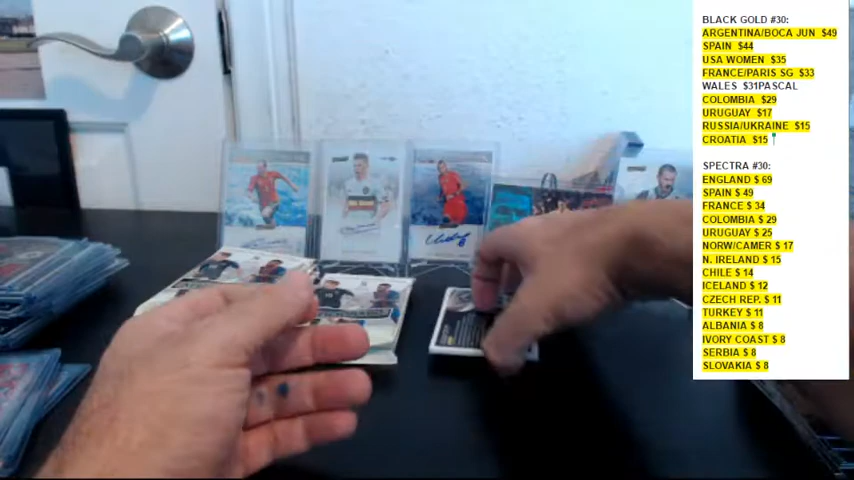 BLACK GOLD #30:
ARGENTINA/BOCA JUN $49
SPAIN $44
USA WOMEN $35
FRANCE/PARIS SG $33
WALES $31PASCAL
COLOMBIA $29
URUGUAY $17
RUSSIA/UKRAINE $15
CROATIA $15
SPECTRA #30:
ENGLAND $ 69
SPAIN $ 49
FRANCE $ 34
COLOMBIA $ 29
URUGUAY $ 25
NORW/CAMER $ 17
N. IRELAND $ 15
CHILE $ 14
ICELAND $ 12
CZECH REP. $ 11
TURKEY $ 11
ALBANIA $ 8
IVORY COAST $ 8
SERBIA $ 8
SLOVAKIA $ 8